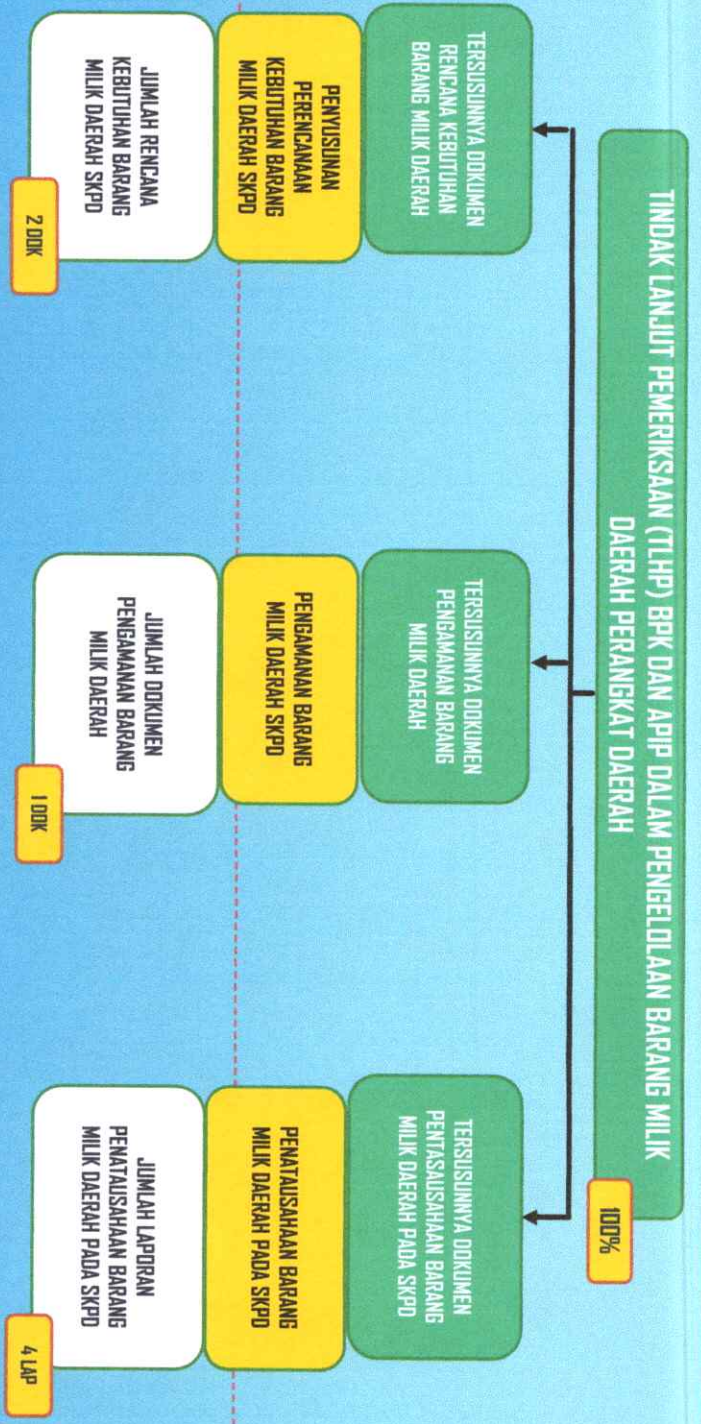 TINDAK LANJUT PEMERIKSAAN (TLHP) BPK DAN APIP DALAM PENGELOLAAN BARANG MILIK
DAERAH PERANGKAT DAERAH
100%
TERSUSUNNYA DOKUMEN
RENCANA KEBUTUHAN
BARANG MILIK DAERAH
PENYUSUNAN
PERENCANAAN
KEBUTUHAN BARANG
MILIK DAERAH SKPD
JUMLAH RENCANA
KEBUTUHAN BARANG
MILIK DAERAH SKPD
2 DOK
TERSUSUNNYA DOKUMEN
PENGAMANAN BARANG
MILIK DAERAH
PENGAMANAN BARANG
MILIK DAERAH SKPD
JUMLAH DOKUMEN
PENGAMANAN BARANG
MILIK DAERAH
1 DOK
TERSUSUNNYA DOKUMEN
PENTASAUSAHAAN BARANG
MILIK DAERAH PADA SKPD
PENATAUSAHAAN BARANG
MILIK DAERAH PADA SKPD
JUMLAH LAPORAN
PENATAUSAHAAN BARANG
MILIK DAERAH PADA SKPD
4 LAP